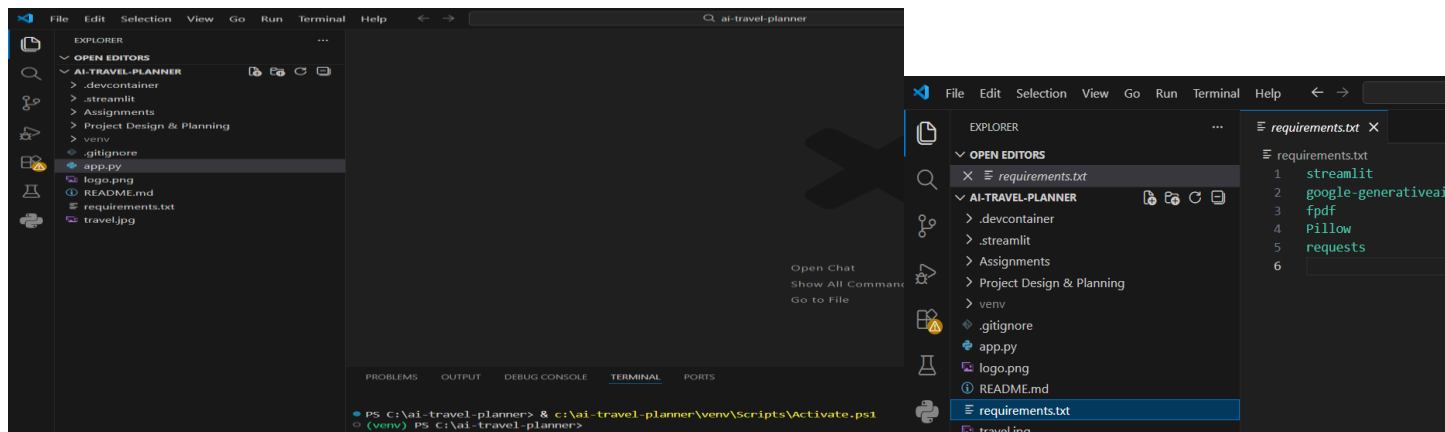 File Edit Selection View Go Run Terminal Help ai-travel-planner
EXPLORER
OPEN EDITORS
AI-TRAVEL-PLANNER
.devcontainer
.streamlit
Assignments
Project Design & Planning
venv
.gitignore
app.py
logo.png
README.md
requirements.txt
travel.jpg
Open Chat
Show All Comman
Go to File
PROBLEMS OUTPUT DEBUG CONSOLE TERMINAL PORTS
PS C:\ai-travel-planner> & c:\ai-travel-planner\venv\Scripts\Activate.ps1
(venv) PS C:\ai-travel-planner>
File Edit Selection View Go Run Terminal Help
EXPLORER
OPEN EDITORS
requirements.txt
AI-TRAVEL-PLANNER
.devcontainer
.streamlit
Assignments
Project Design & Planning
venv
.gitignore
app.py
logo.png
README.md
requirements.txt
travel.jpg
requirements.txt
requirements.txt
1 streamlit
2 google-generativeai
3 fpdf
4 Pillow
5 requests
6